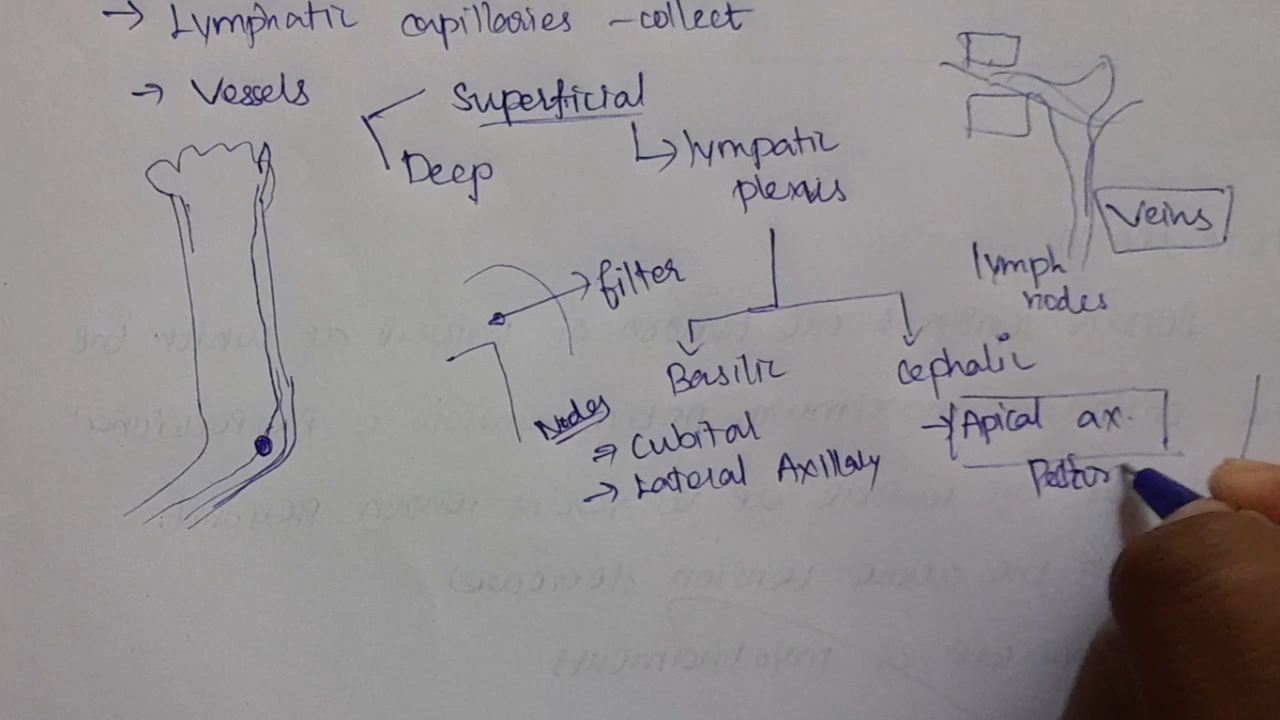 → Lymphatic capillaries - collect
→ Vessels
Superficial
Deep
↳ lympatic
plexus
Veins
lymph
nodes
filter
Basilic
cephalic
Nodes
⇒ Cubital
→ Lateral Axillary
→ Apical ax.